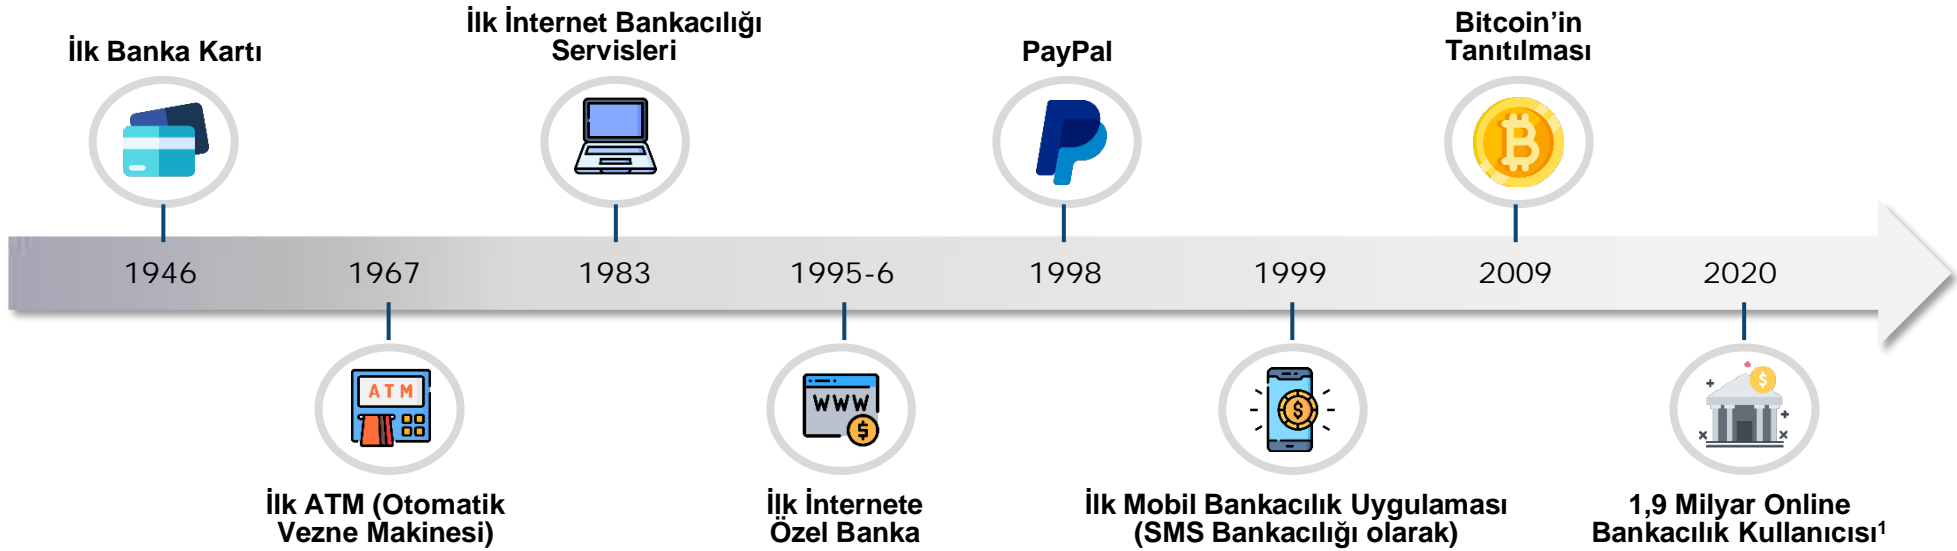 İlk Banka Kartı
İlk İnternet Bankacılığı
Servisleri
PayPal
Bitcoin’in
Tanıtılması
1946
1967
1983
1995-6
1998
1999
2009
2020
ATM
WWW
İlk ATM (Otomatik
Vezne Makinesi)
İlk İnternete
Özel Banka
İlk Mobil Bankacılık Uygulaması
(SMS Bankacılığı olarak)
1,9 Milyar Online
Bankacılık Kullanıcısı¹